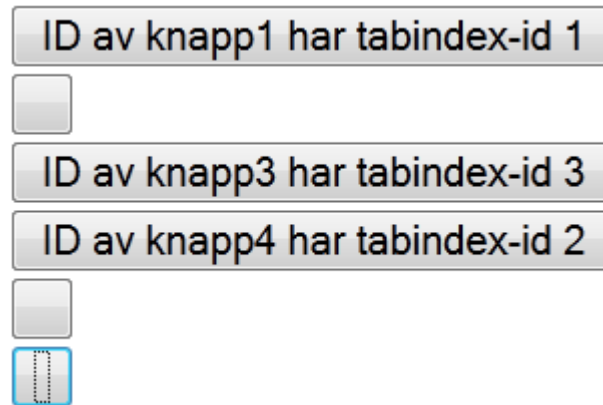 ID av knapp1 har tabindex-id 1
ID av knapp3 har tabindex-id 3
ID av knapp4 har tabindex-id 2